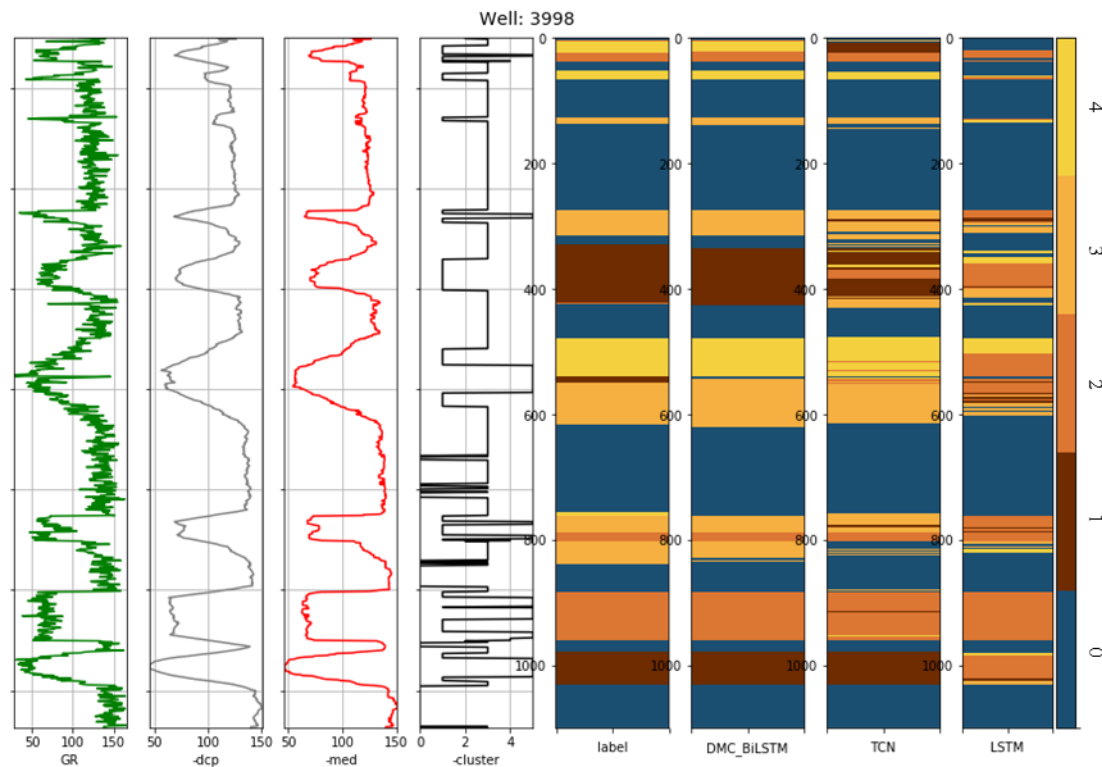 Well: 3998
0 0 0 0
200 200 200 200
400 400 400 400
600 600 600 600
800 800 800 800
1000 1000 1000 1000
4
3
2
1
0
50 100 150
50 100 150
50 100 150
0 2 4
GR
-dcp
-med
-cluster
label
DMC_BiLSTM
TCN
LSTM